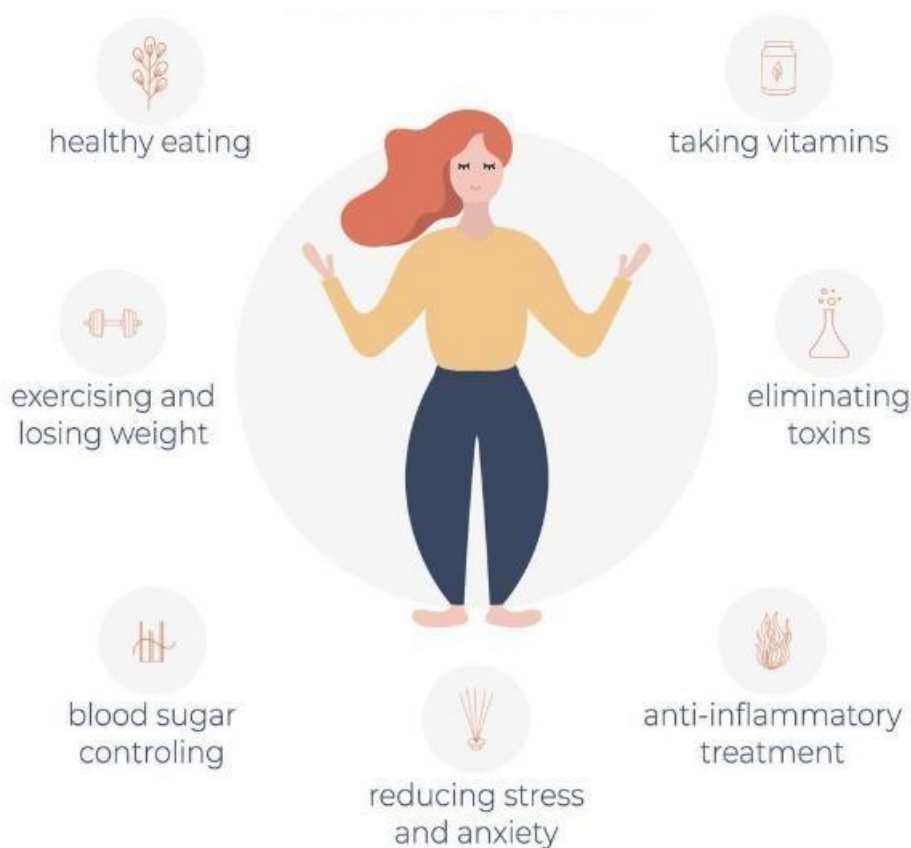 healthy eating
taking vitamins
exercising and
losing weight
eliminating
toxins
blood sugar
controling
anti-inflammatory
treatment
reducing stress
and anxiety